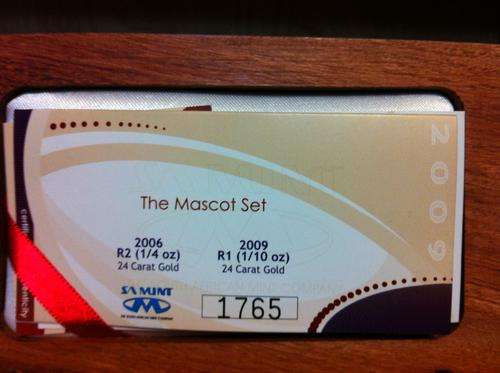 2009
The Mascot Set
2006
R2 (1/4 oz)
24 Carat Gold
2009
R1 (1/10 oz)
24 Carat Gold
SA MINT
1765